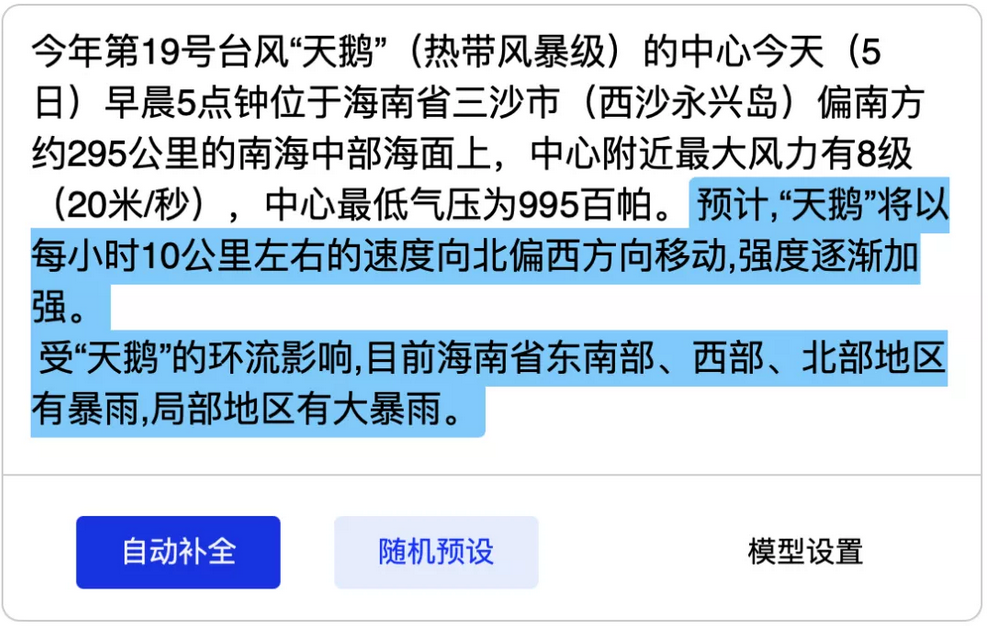 今年第19号台风“天鹅”（热带风暴级）的中心今天（5
日）早晨5点钟位于海南省三沙市（西沙永兴岛）偏南方
约295公里的南海中部海面上，中心附近最大风力有8级
（20米/秒），中心最低气压为995百帕。预计,“天鹅”将以
每小时10公里左右的速度向北偏西方向移动,强度逐渐加
强。
受“天鹅”的环流影响,目前海南省东南部、西部、北部地区
有暴雨,局部地区有大暴雨。
自动补全
随机预设
模型设置